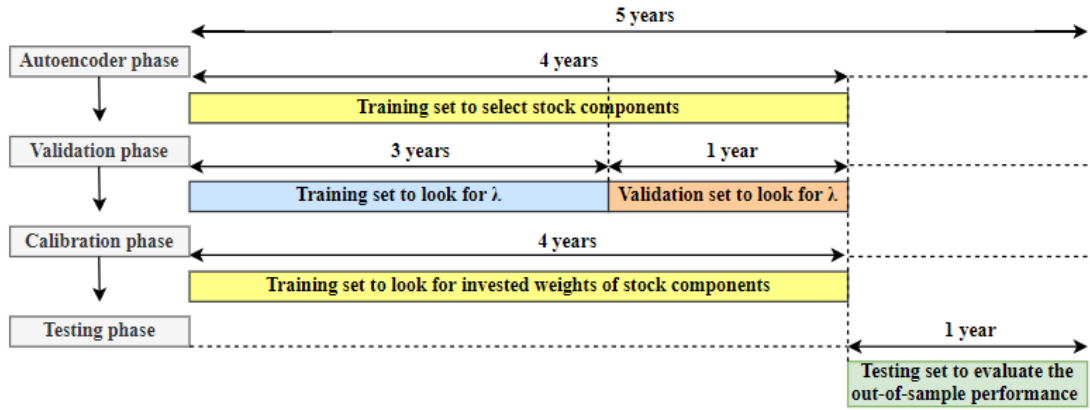 5 years
Autoencoder phase
4 years
Training set to select stock components
Validation phase
3 years
1 year
Training set to look for λ
Validation set to look for λ
Calibration phase
4 years
Training set to look for invested weights of stock components
Testing phase
1 year
Testing set to evaluate the
out-of-sample performance